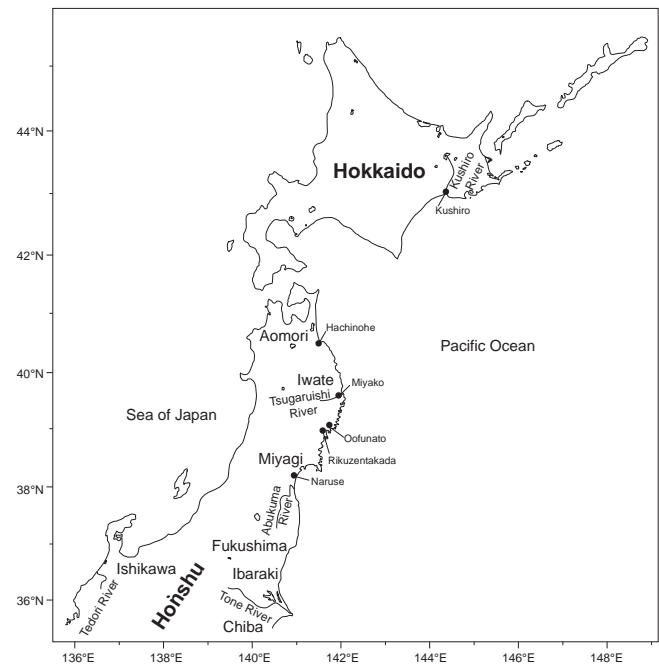 44°N
Hokkaido
Kushiro
River
Kushiro
42°N
Hachinohe
Aomori
Pacific Ocean
40°N
Iwate
Miyako
Tsugaruishi
River
Sea of Japan
Oofunato
Rikuzentakada
Miyagi
Naruse
38°N
Abukuma
River
Fukushima
Ishikawa
Ibaraki
Honshu
Tedori River
Tone River
36°N
Chiba
136°E
138°E
140°E
142°E
144°E
146°E
148°E